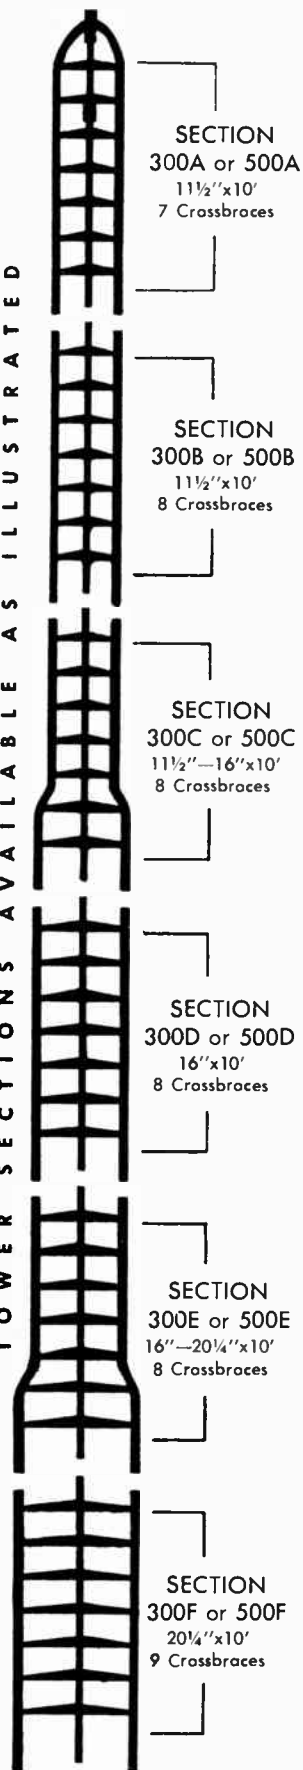 TOWER SECTIONS AVAILABLE AS ILLUSTRATED
SECTION
300A or 500A
11½"x10'
7 Crossbraces
SECTION
300B or 500B
11½"x10'
8 Crossbraces
SECTION
300C or 500C
11½"—16"x10'
8 Crossbraces
SECTION
300D or 500D
16"x10'
8 Crossbraces
SECTION
300E or 500E
16"—20¼"x10'
8 Crossbraces
SECTION
300F or 500F
20¼"x10'
9 Crossbraces